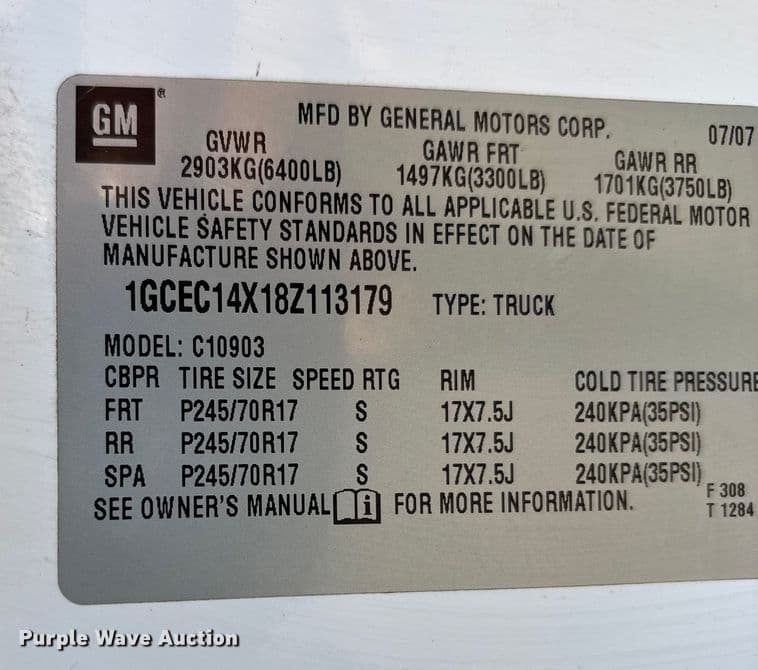 GM ®
MFD BY GENERAL MOTORS CORP. 07/07
GVWR GAWR FRT GAWR RR
2903KG(6400LB) 1497KG(3300LB) 1701KG(3750LB)
THIS VEHICLE CONFORMS TO ALL APPLICABLE U.S. FEDERAL MOTOR
VEHICLE SAFETY STANDARDS IN EFFECT ON THE DATE OF
MANUFACTURE SHOWN ABOVE.
1GCEC14X18Z113179 TYPE: TRUCK
MODEL: C10903
CBPR TIRE SIZE SPEED RTG RIM COLD TIRE PRESSURE
FRT P245/70R17 S 17X7.5J 240KPA(35PSI)
RR P245/70R17 S 17X7.5J 240KPA(35PSI)
SPA P245/70R17 S 17X7.5J 240KPA(35PSI)
SEE OWNER'S MANUAL i FOR MORE INFORMATION.
F 308
T 1284
Purple Wave Auction